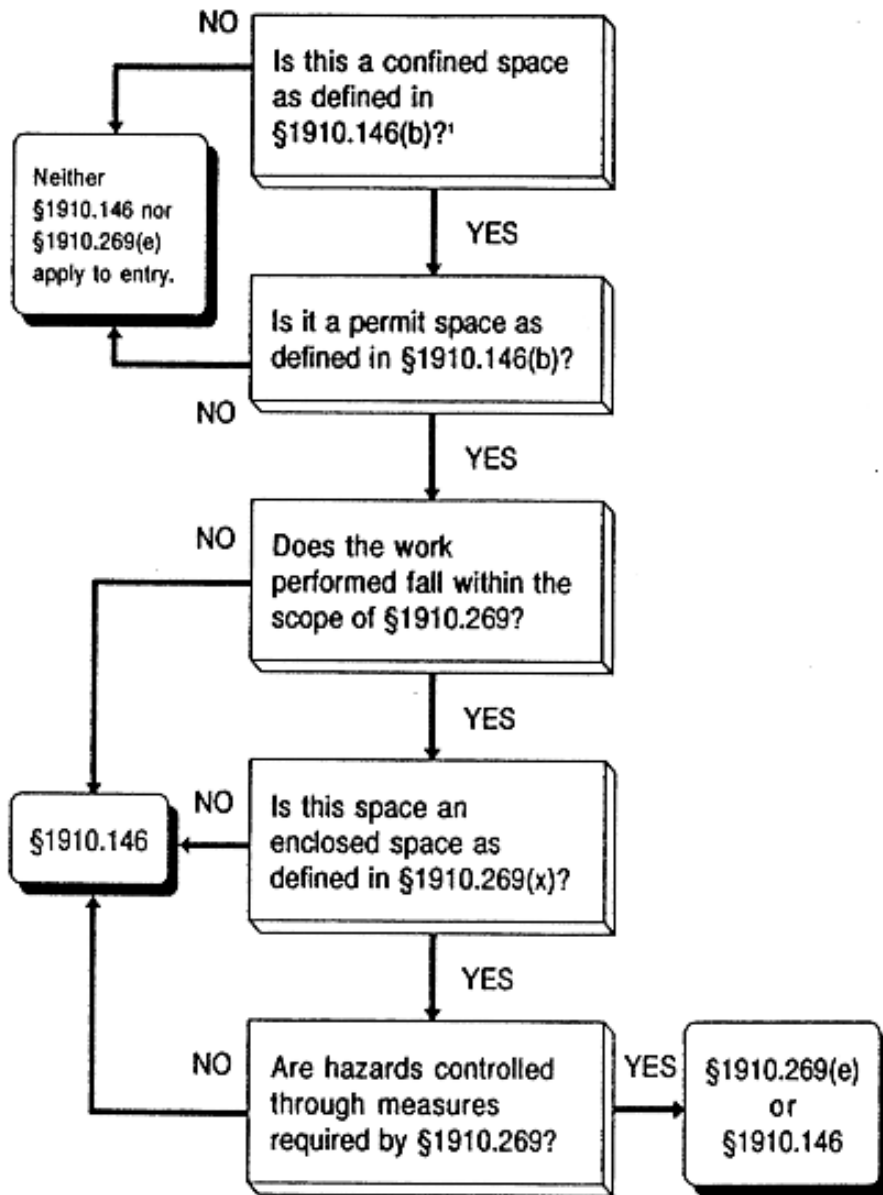 NO
Is this a confined space
as defined in
§1910.146(b)?¹
Neither
§1910.146 nor
§1910.269(e)
apply to entry.
YES
Is it a permit space as
defined in §1910.146(b)?
NO
YES
NO
Does the work
performed fall within the
scope of §1910.269?
YES
§1910.146
NO
Is this space an
enclosed space as
defined in §1910.269(x)?
YES
NO
Are hazards controlled
through measures
required by §1910.269?
YES
§1910.269(e)
or
§1910.146